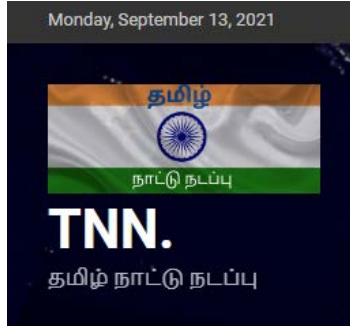 Monday, September 13, 2021
தமிழ்
நாட்டு நடப்பு
TNN.
தமிழ் நாட்டு நடப்பு